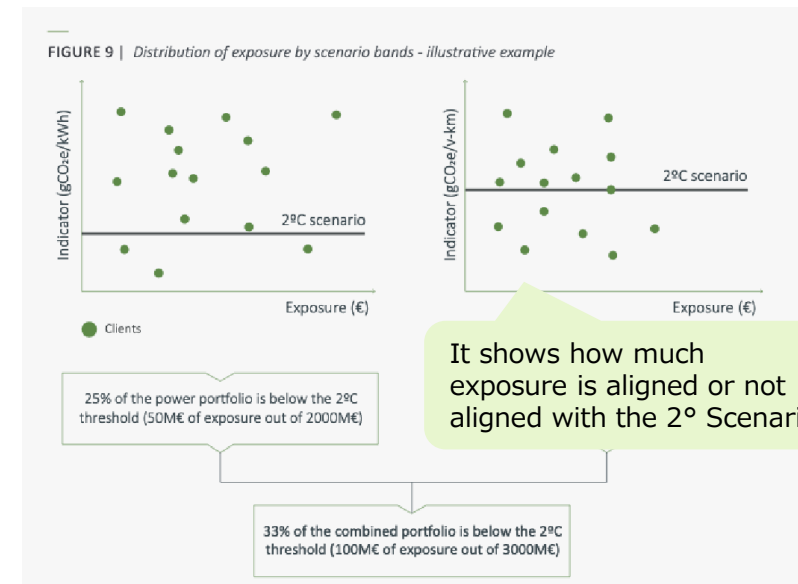 FIGURE 9 | Distribution of exposure by scenario bands - illustrative example
Indicator (gCO₂e/kWh)
2ºC scenario
Exposure (€)
Clients
Indicator (gCO₂e/v-km)
2ºC scenario
Exposure (€)
It shows how much
exposure is aligned or not
aligned with the 2° Scenari
25% of the power portfolio is below the 2ºC
threshold (50M€ of exposure out of 2000M€)
33% of the combined portfolio is below the 2ºC
threshold (100M€ of exposure out of 3000M€)